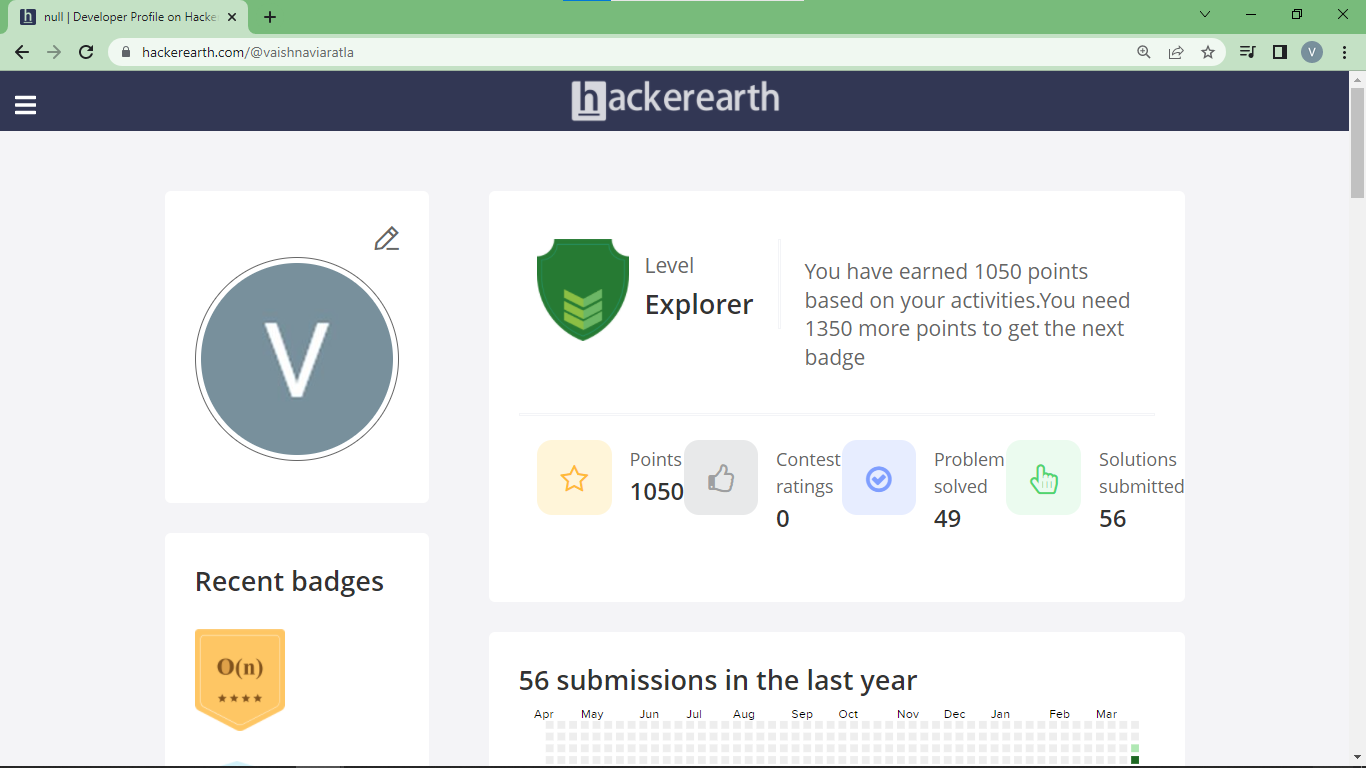 null | Developer Profile on Hacke
hackerearth.com/@vaishnaviaratla
V
hackerearth
V
Level
Explorer
You have earned 1050 points
based on your activities.You need
1350 more points to get the next
badge
Points
1050
Contest
ratings
0
Problem
solved
49
Solutions
submitted
56
Recent badges
O(n)
56 submissions in the last year
Apr May Jun Jul Aug Sep Oct Nov Dec Jan Feb Mar